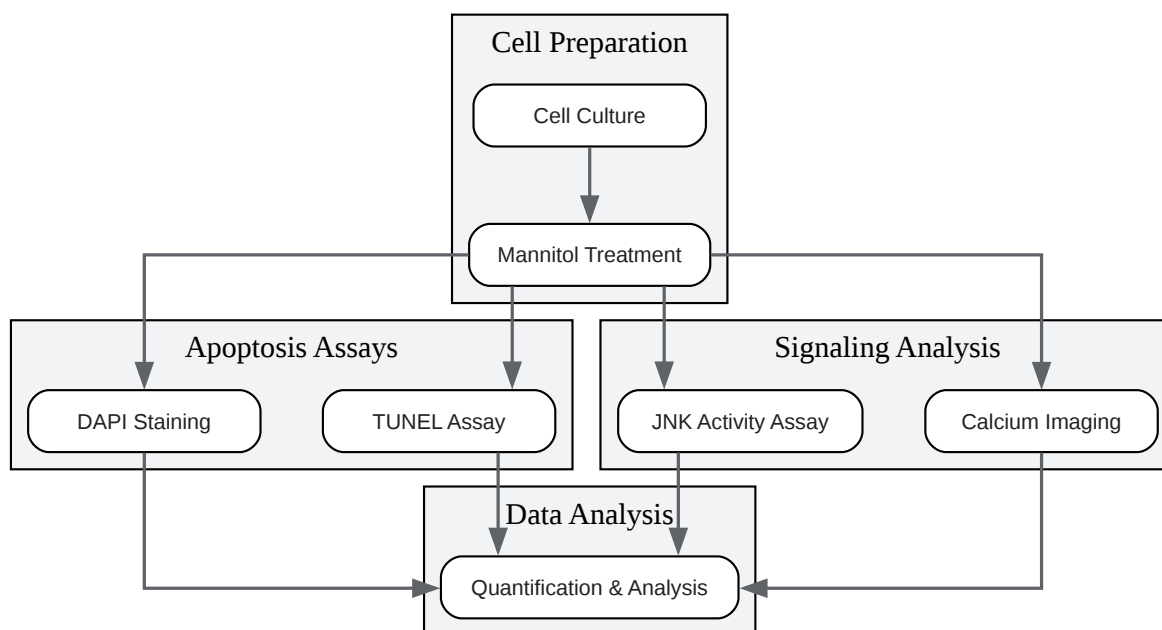 Cell Preparation
Cell Culture
Mannitol Treatment
Apoptosis Assays
Signaling Analysis
DAPI Staining
TUNEL Assay
JNK Activity Assay
Calcium Imaging
Data Analysis
Quantification & Analysis